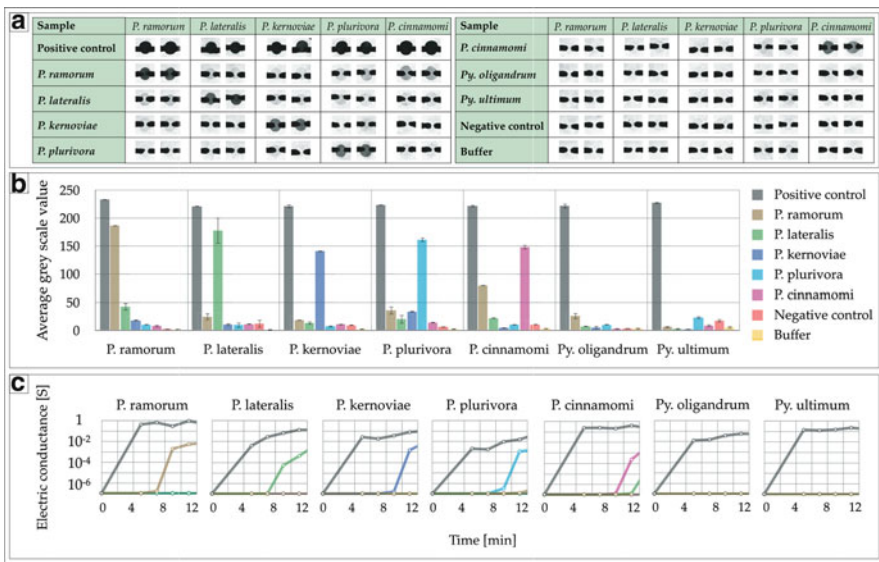 a
Sample P. ramorum P. lateralis P. kernoviae P. plurivora P. cinnamomi
Positive control
P. ramorum
P. lateralis
P. kernoviae
P. plurivora
Sample P. ramorum P. lateralis P. kernoviae P. plurivora P. cinnamomi
P. cinnamomi
Py. oligandrum
Py. ultimum
Negative control
Buffer
b
Average grey scale value
250
200
150
100
50
0
P. ramorum P. lateralis P. kernoviae P. plurivora P. cinnamomi Py. oligandrum Py. ultimum
Positive control
P. ramorum
P. lateralis
P. kernoviae
P. plurivora
P. cinnamomi
Negative control
Buffer
c
Electric conductance [S]
P. ramorum P. lateralis P. kernoviae P. plurivora P. cinnamomi Py. oligandrum Py. ultimum
1
10-2
10-4
10-6
0 4 8 12 0 4 8 12 0 4 8 12 0 4 8 12 0 4 8 12 0 4 8 12 0 4 8 12
Time [min]